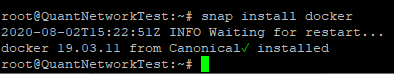 root@QuantNetworkTest:~# snap install docker
2020-08-02T15:22:51Z INFO Waiting for restart...
docker 19.03.11 from Canonical✓ installed
root@QuantNetworkTest:~#